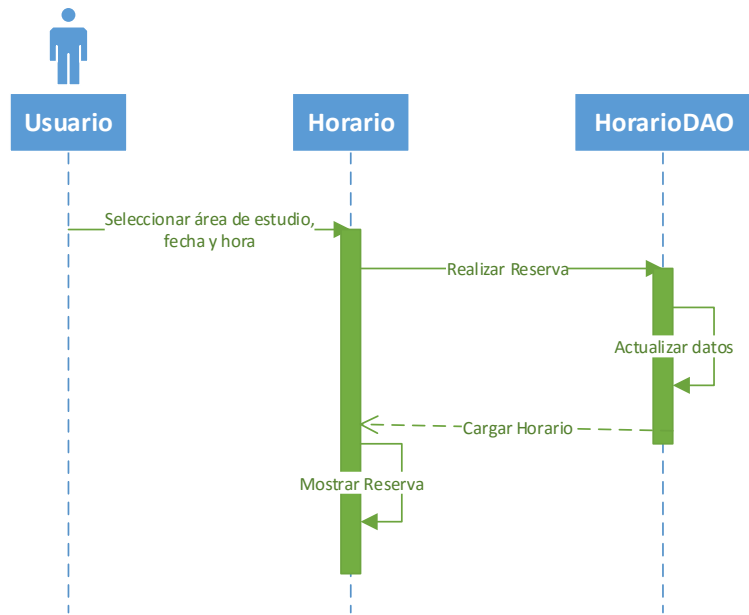 Usuario
Horario
HorarioDAO
Seleccionar área de estudio,
fecha y hora
Realizar Reserva
Actualizar datos
Cargar Horario
Mostrar Reserva